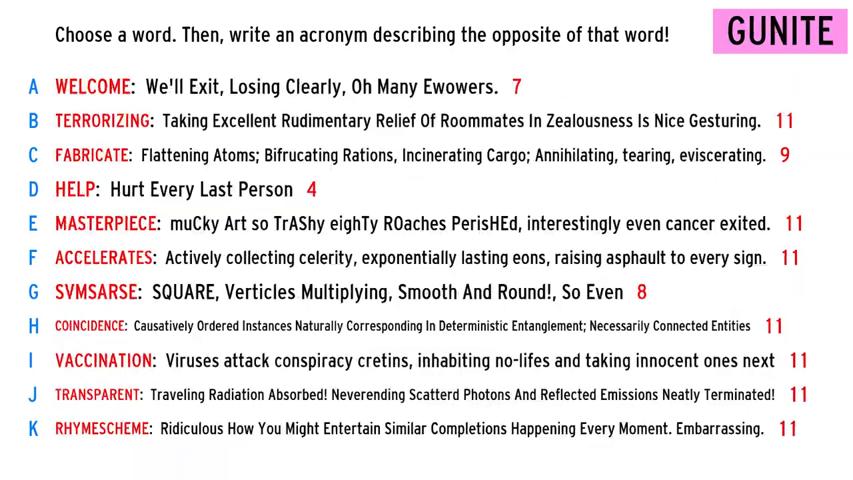 Choose a word. Then, write an acronym describing the opposite of that word!
GUNITE
A WELCOME: We'll Exit, Losing Clearly, Oh Many Ewowers. 7
B TERRORIZING: Taking Excellent Rudimentary Relief Of Roommates In Zealousness Is Nice Gesturing. 11
C FABRICATE: Flattening Atoms; Bifrucating Rations, Incinerating Cargo; Annihilating, tearing, eviscerating. 9
D HELP: Hurt Every Last Person 4
E MASTERPIECE: muCky Art so TrAShy eighTy ROaches PerisHEd, interestingly even cancer exited. 11
F ACCELERATES: Actively collecting celerity, exponentially lasting eons, raising asphalt to every sign. 11
G SVMSARSE: SQUARE, Verticles Multiplying, Smooth And Round!, So Even 8
H COINCIDENCE: Causatively Ordered Instances Naturally Corresponding In Deterministic Entanglement; Necessarily Connected Entities 11
I VACCINATION: Viruses attack conspiracy cretins, inhabiting no-lifes and taking innocent ones next 11
J TRANSPARENT: Traveling Radiation Absorbed! Neverending Scatterd Photons And Reflected Emissions Neatly Terminated! 11
K RHYMESCHEME: Ridiculous How You Might Entertain Similar Completions Happening Every Moment. Embarrassing. 11